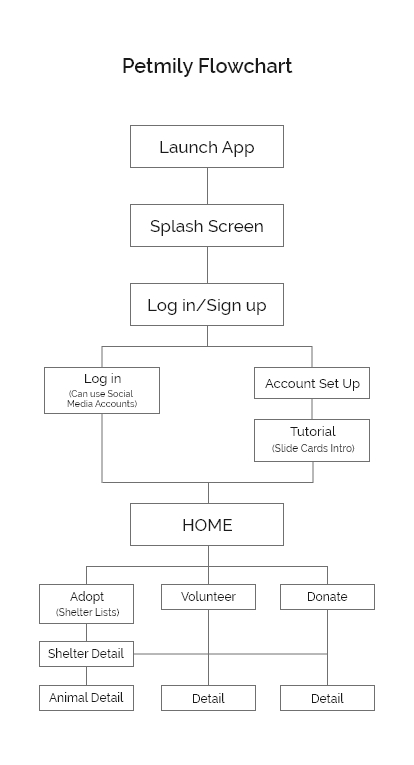 Petmily Flowchart
Launch App
Splash Screen
Log in/Sign up
Log in
(Can use Social
Media Accounts)
Account Set Up
Tutorial
(Slide Cards Intro)
HOME
Adopt
(Shelter Lists)
Volunteer
Donate
Shelter Detail
Animal Detail
Detail
Detail